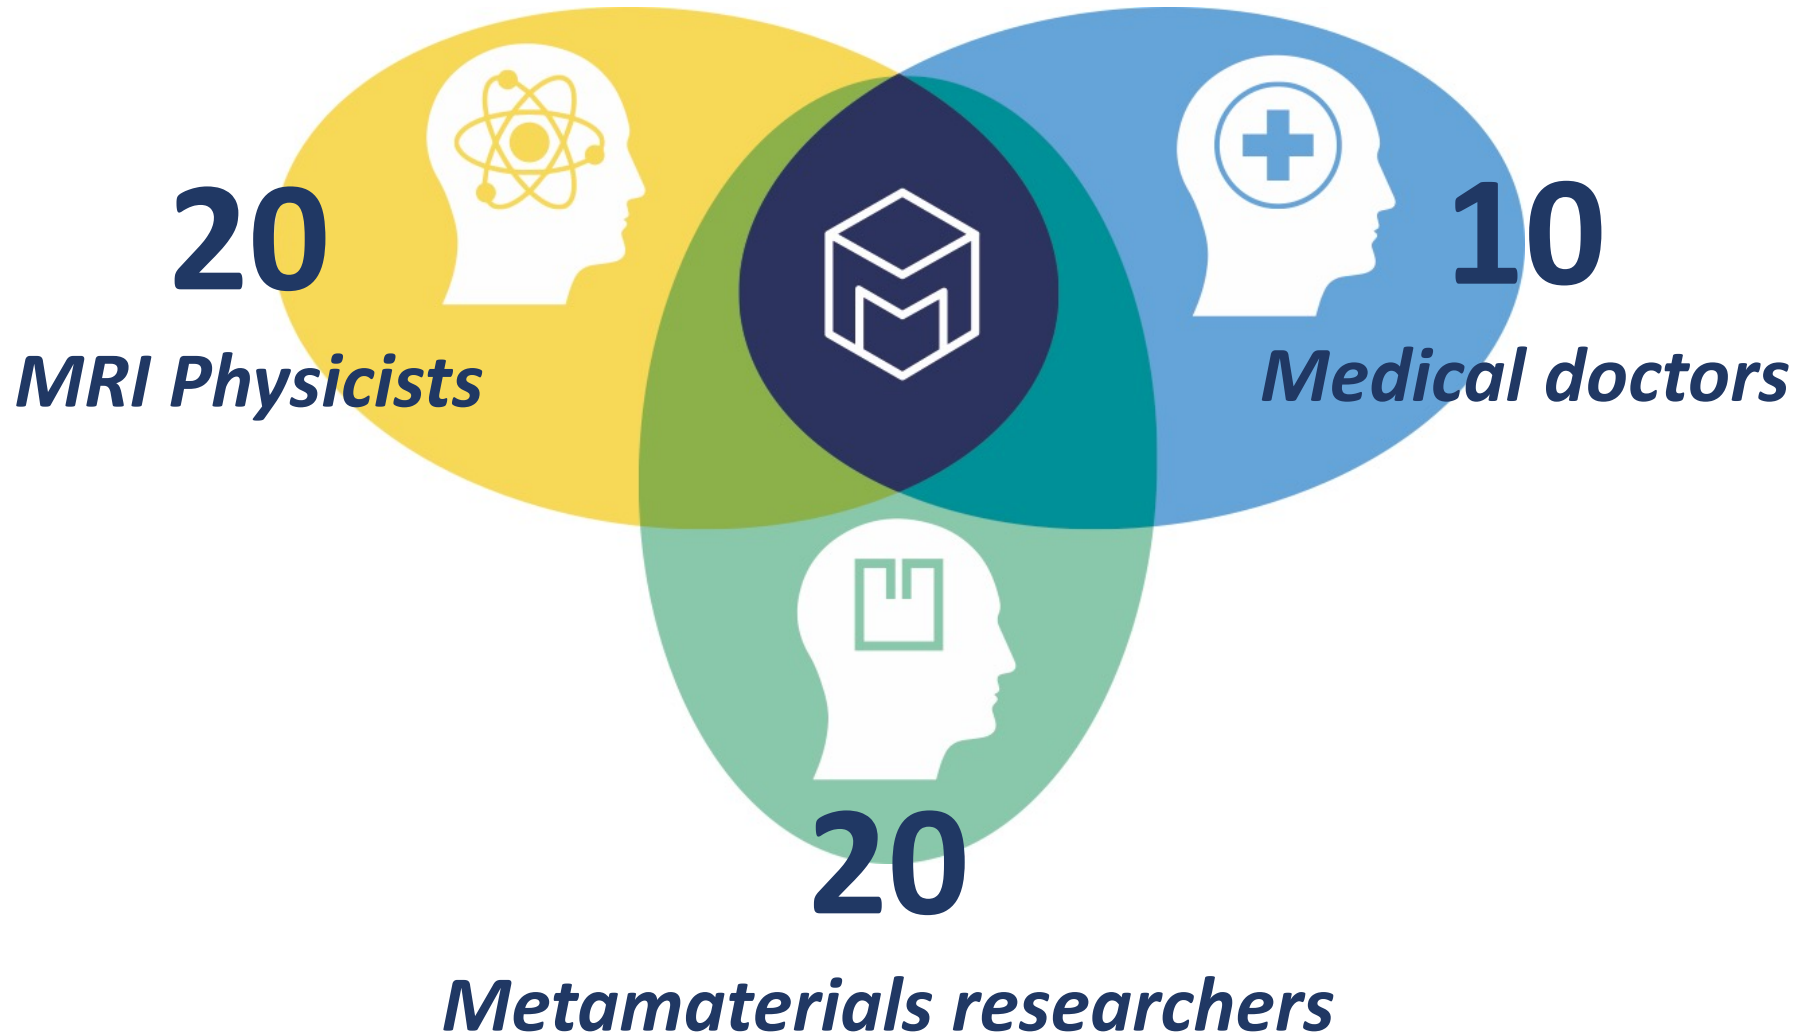 20
MRI Physicists
10
Medical doctors
20
Metamaterials researchers